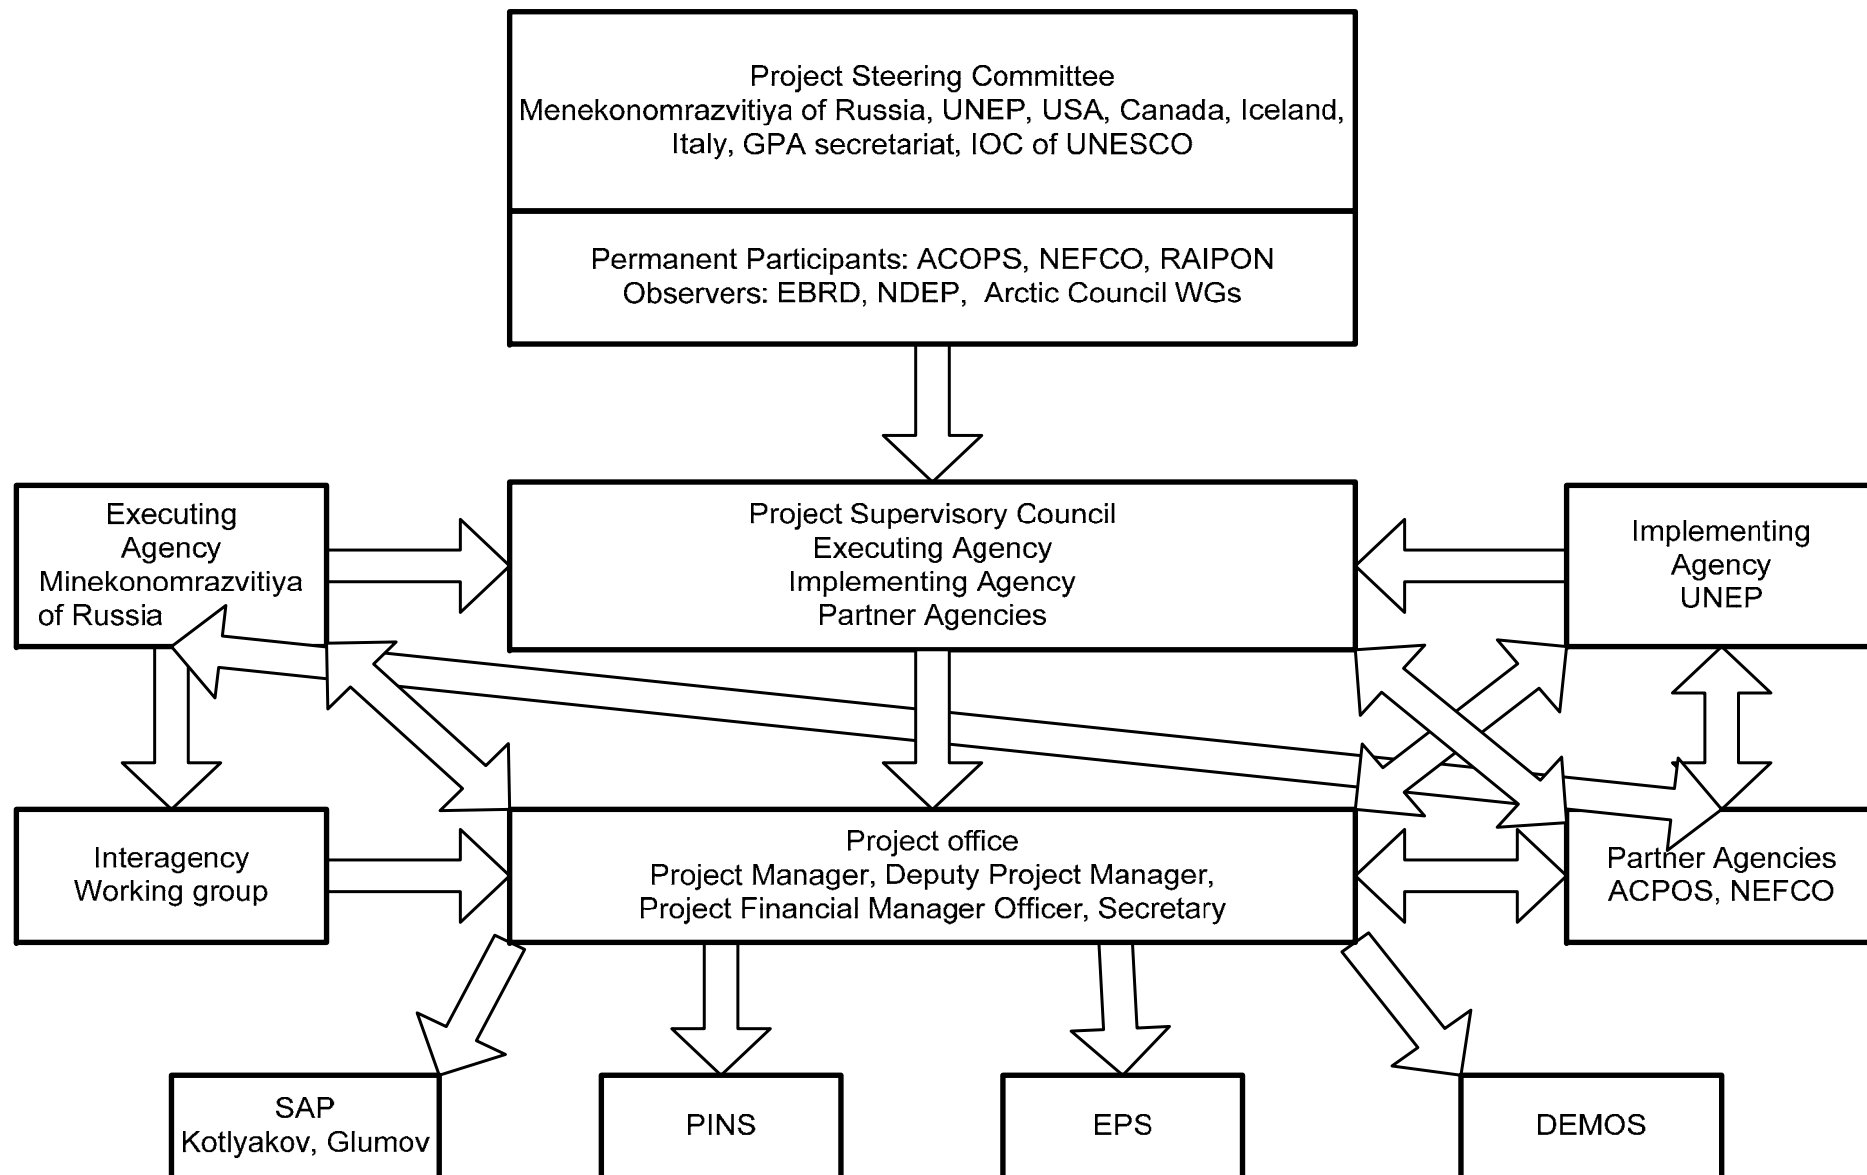 Project Steering Committee
Menekonomrazvitiya of Russia, UNEP, USA, Canada, Iceland,
Italy, GPA secretariat, IOC of UNESCO
Permanent Participants: ACOPS, NEFCO, RAIPON
Observers: EBRD, NDEP, Arctic Council WGs
Executing
Agency
Minekonomrazvitiya
of Russia
Project Supervisory Council
Executing Agency
Implementing Agency
Partner Agencies
Implementing
Agency
UNEP
Interagency
Working group
Project office
Project Manager, Deputy Project Manager,
Project Financial Manager Officer, Secretary
Partner Agencies
ACPOS, NEFCO
SAP
Kotlyakov, Glumov
PINS
EPS
DEMOS